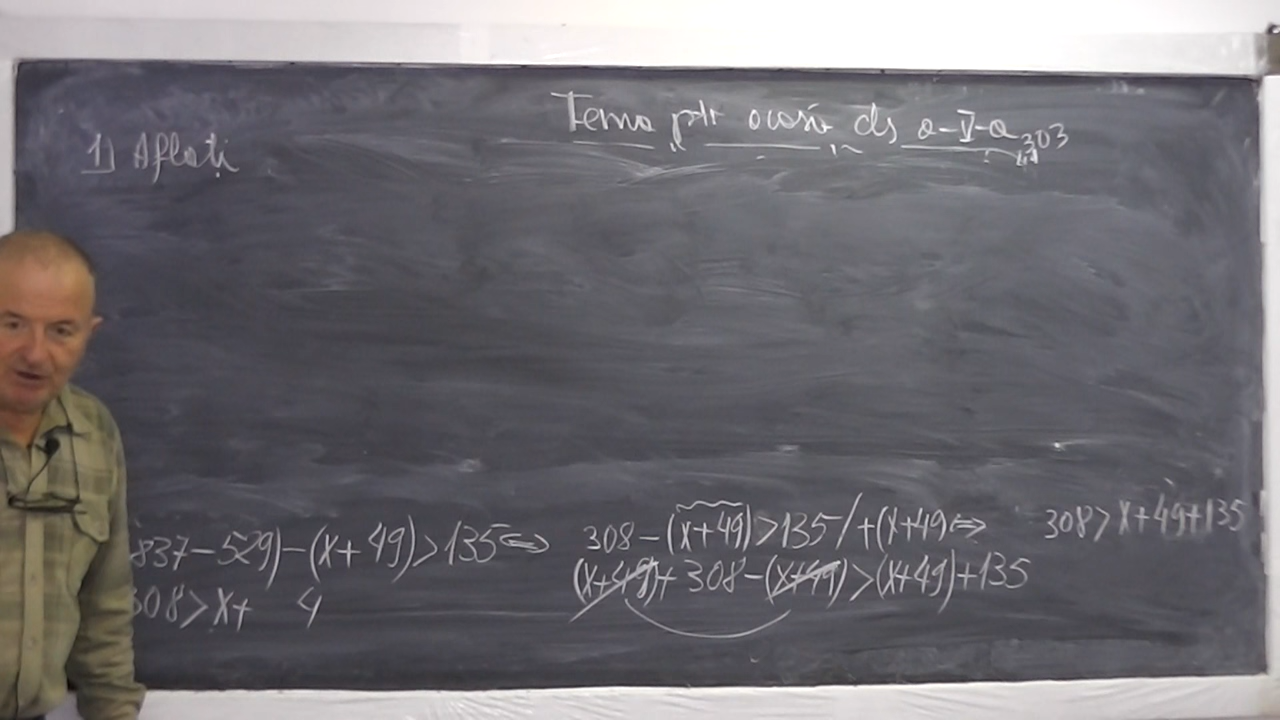 Tema ptr acasă cls a-V-a
303
1) Aflați
837-529)-(x+49)>135<=> 308-(x+49)>135/+(x+49<=> 308>x+49+135
(x+49)+308-(x+49)>(x+49)+135
308>x+ 4